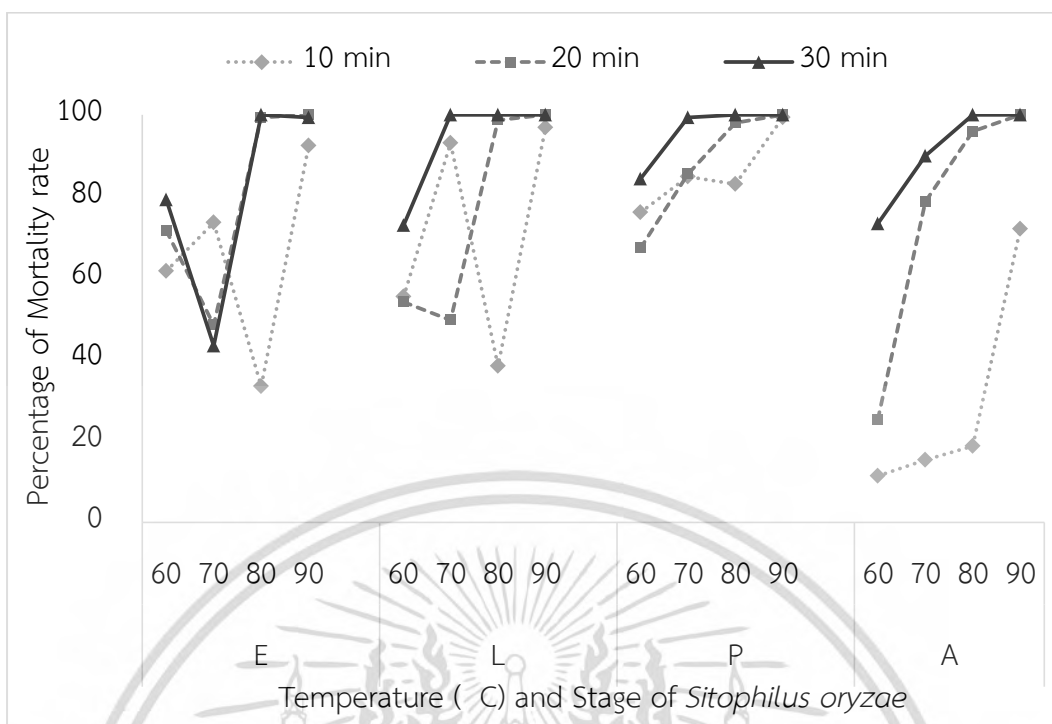 10 min 20 min 30 min
Percentage of Mortality rate
100
80
60
40
20
0
60 70 80 90 60 70 80 90 60 70 80 90 60 70 80 90
E L P A
Temperature ( C) and Stage of Sitophilus oryzae